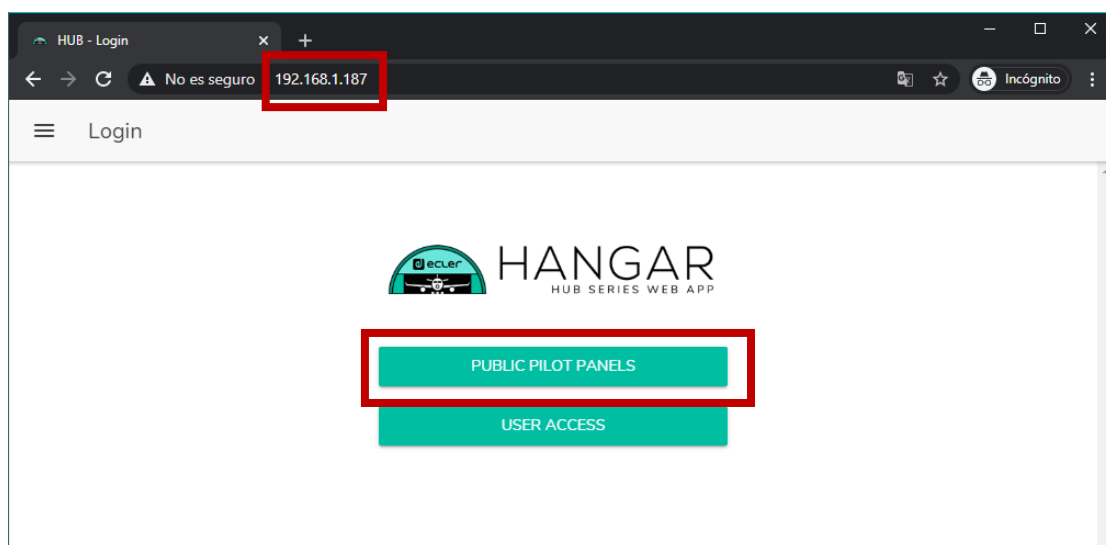 HUB - Login
No es seguro
192.168.1.187
Incógnito
Login
ecler
HANGAR
HUB SERIES WEB APP
PUBLIC PILOT PANELS
USER ACCESS